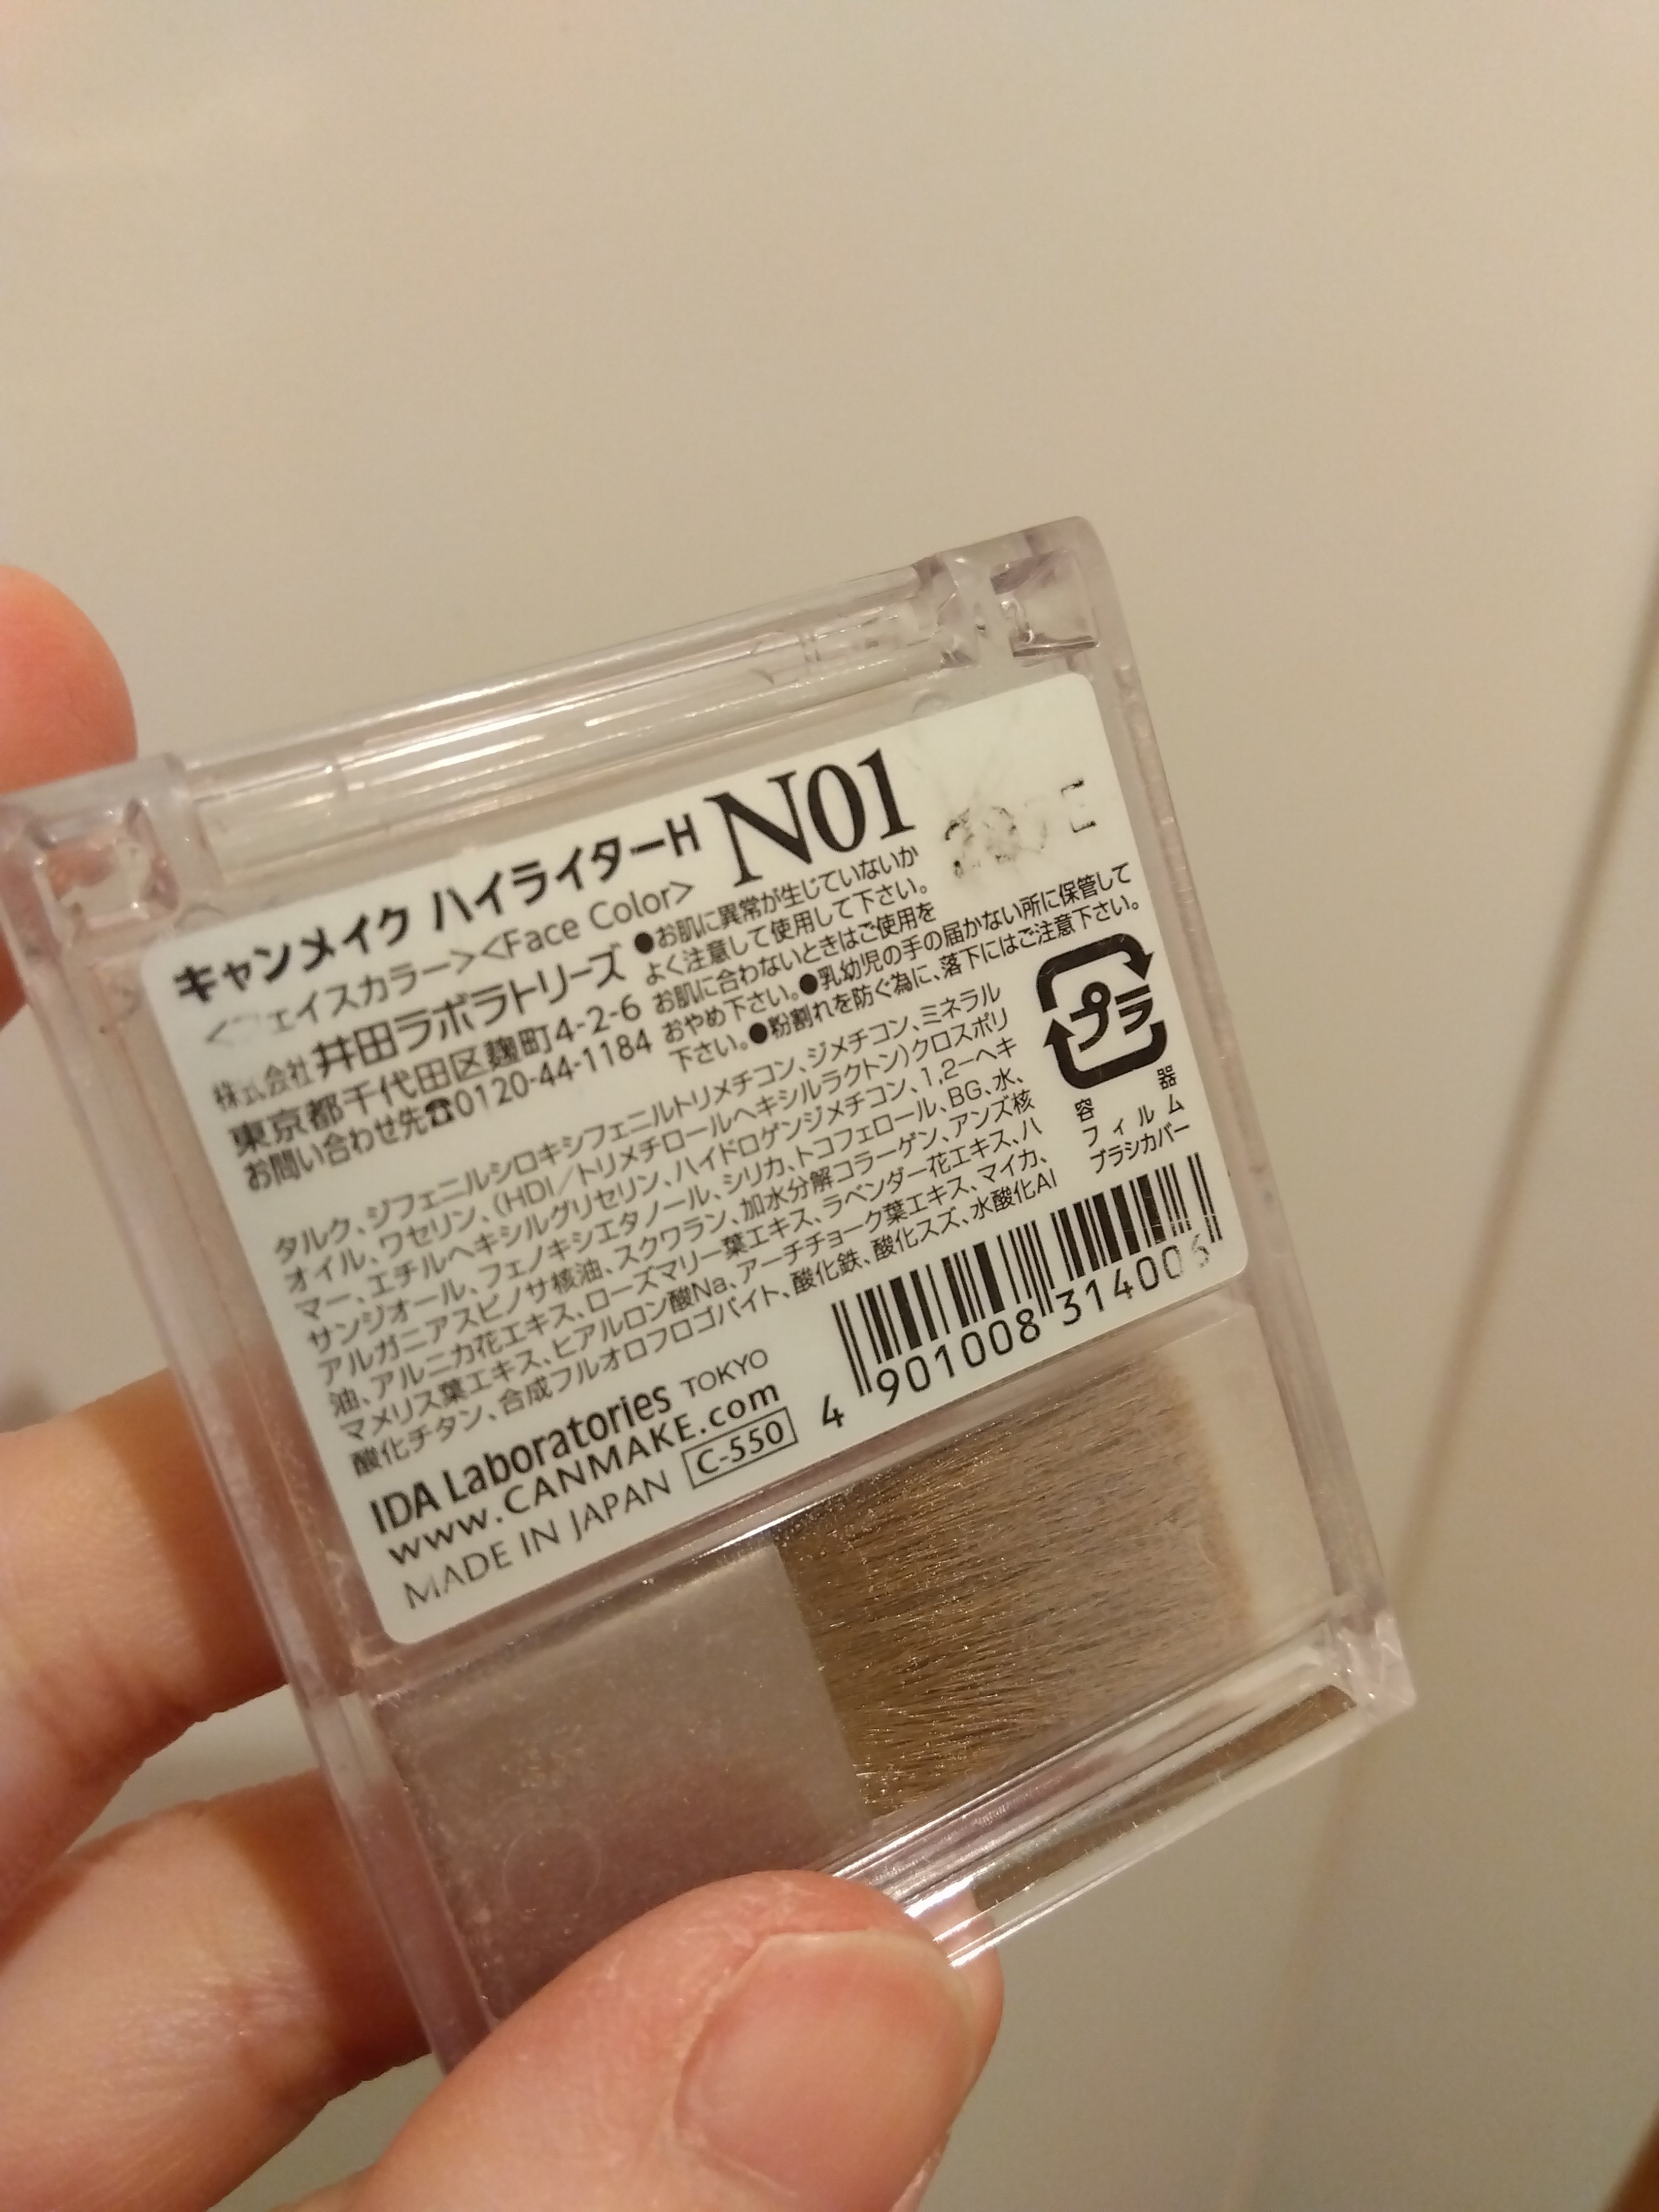 キャンメイク ハイライターH N01
ェイスカラー><Face Color>
株式会社 井田ラボラトリーズ
東京都千代田区麹町4-2-6
お問い合わせ先☎0120-44-1184
●お肌に異常が生じていないか
よく注意して使用して下さい。
お肌に合わないときはご使用を
おやめ下さい。●乳幼児の手の届かない所に保管して
下さい。●粉割れを防ぐ為に、落下にはご注意下さい。
タルク、ジフェニルシロキシフェニルトリメチコン、ジメチコン、ミネラル
オイル、ワセリン、(HDI/トリメチロールヘキシルラクトン)クロスポリ
マー、エチルヘキシルグリセリン、ハイドロゲンジメチコン、1,2-ヘキ
サンジオール、フェノキシエタノール、シリカ、トコフェロール、BG、水、
アルガニアスピノサ核油、スクワラン、加水分解コラーゲン、アンズ核
油、アルニカ花エキス、ローズマリー葉エキス、ラベンダー花エキス、ハ
マメリス葉エキス、ヒアルロン酸Na、アーチチョーク葉エキス、マイカ、
酸化チタン、合成フルオロフロゴパイト、酸化鉄、酸化スズ、水酸化Al
プラ
容器
フィルム
ブラシカバー
IDA Laboratories TOKYO
www.CANMAKE.com
MADE IN JAPAN C-550
4 901008 314006